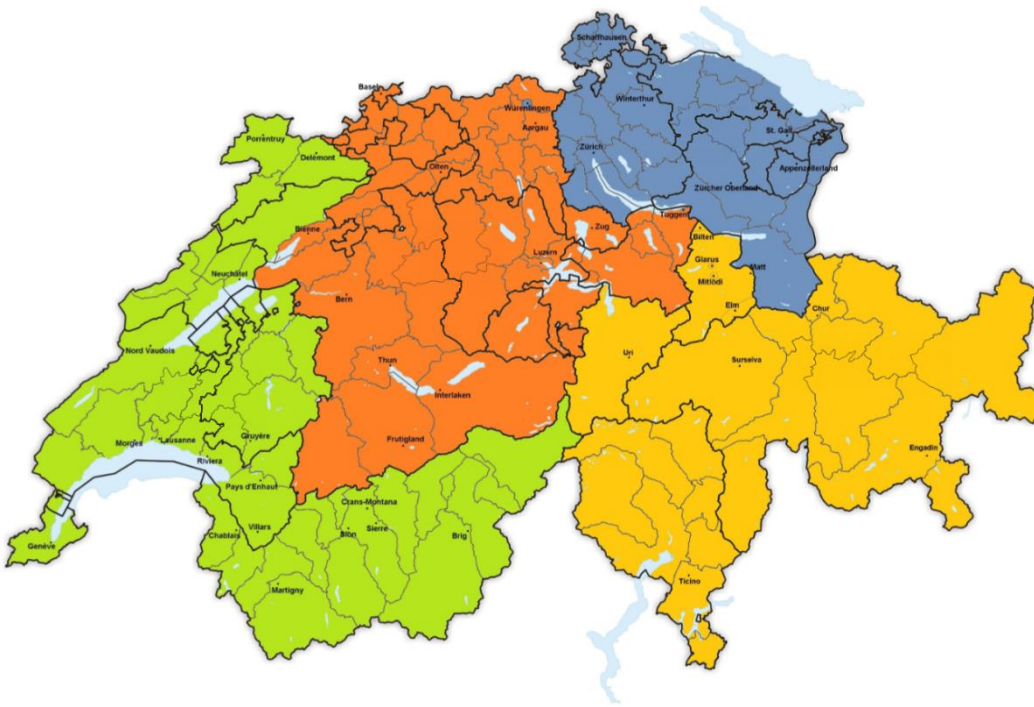 Schaffhausen
Basel
Winterthur
Würenlingen
Aargau
St. Gall
Porrentruy
Zürich
Delémont
Olten
Appenzellerland
Zürcher Oberland
Tuggen
Zug
Bienne
Bilten
Luzern
Glarus
Matt
Neuchâtel
Mitlödi
Bern
Elm
Chur
Nord Vaudois
Uri
Thun
Surselva
Interlaken
Gruyère
Lausanne
Morges
Frutigland
Engadin
Riviera
Pays d'Enhaut
Crans-Montana
Villars
Sierre
Chablais
Sion
Brig
Genève
Ticino
Martigny